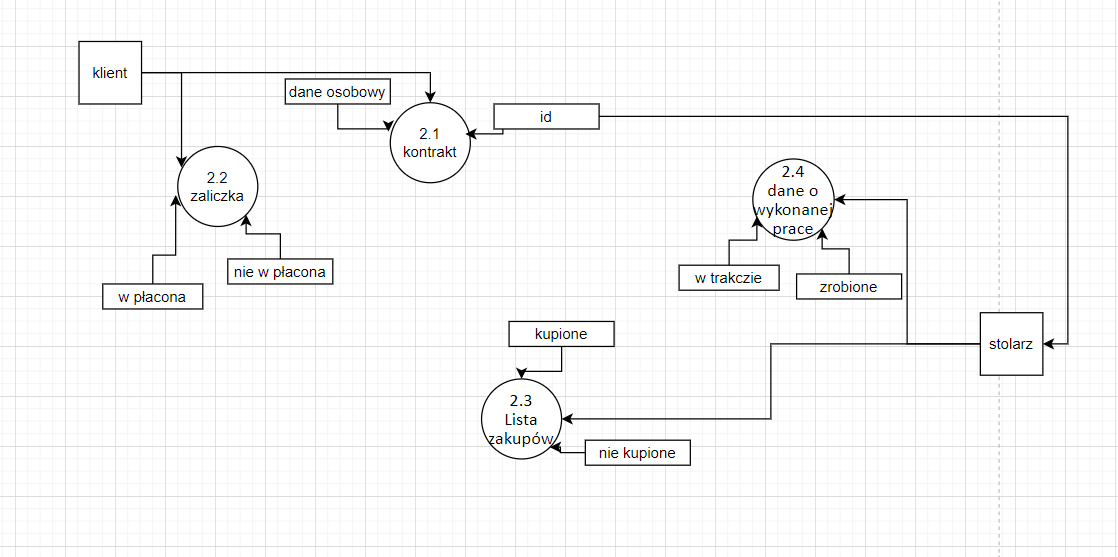 klient
dane osobowy
id
2.1
kontrakt
2.2
zaliczka
2.4
dane o
wykonanej
prace
nie w płacona
w płacona
w trakczie
zrobione
kupione
stolarz
2.3
Lista
zakupów
nie kupione